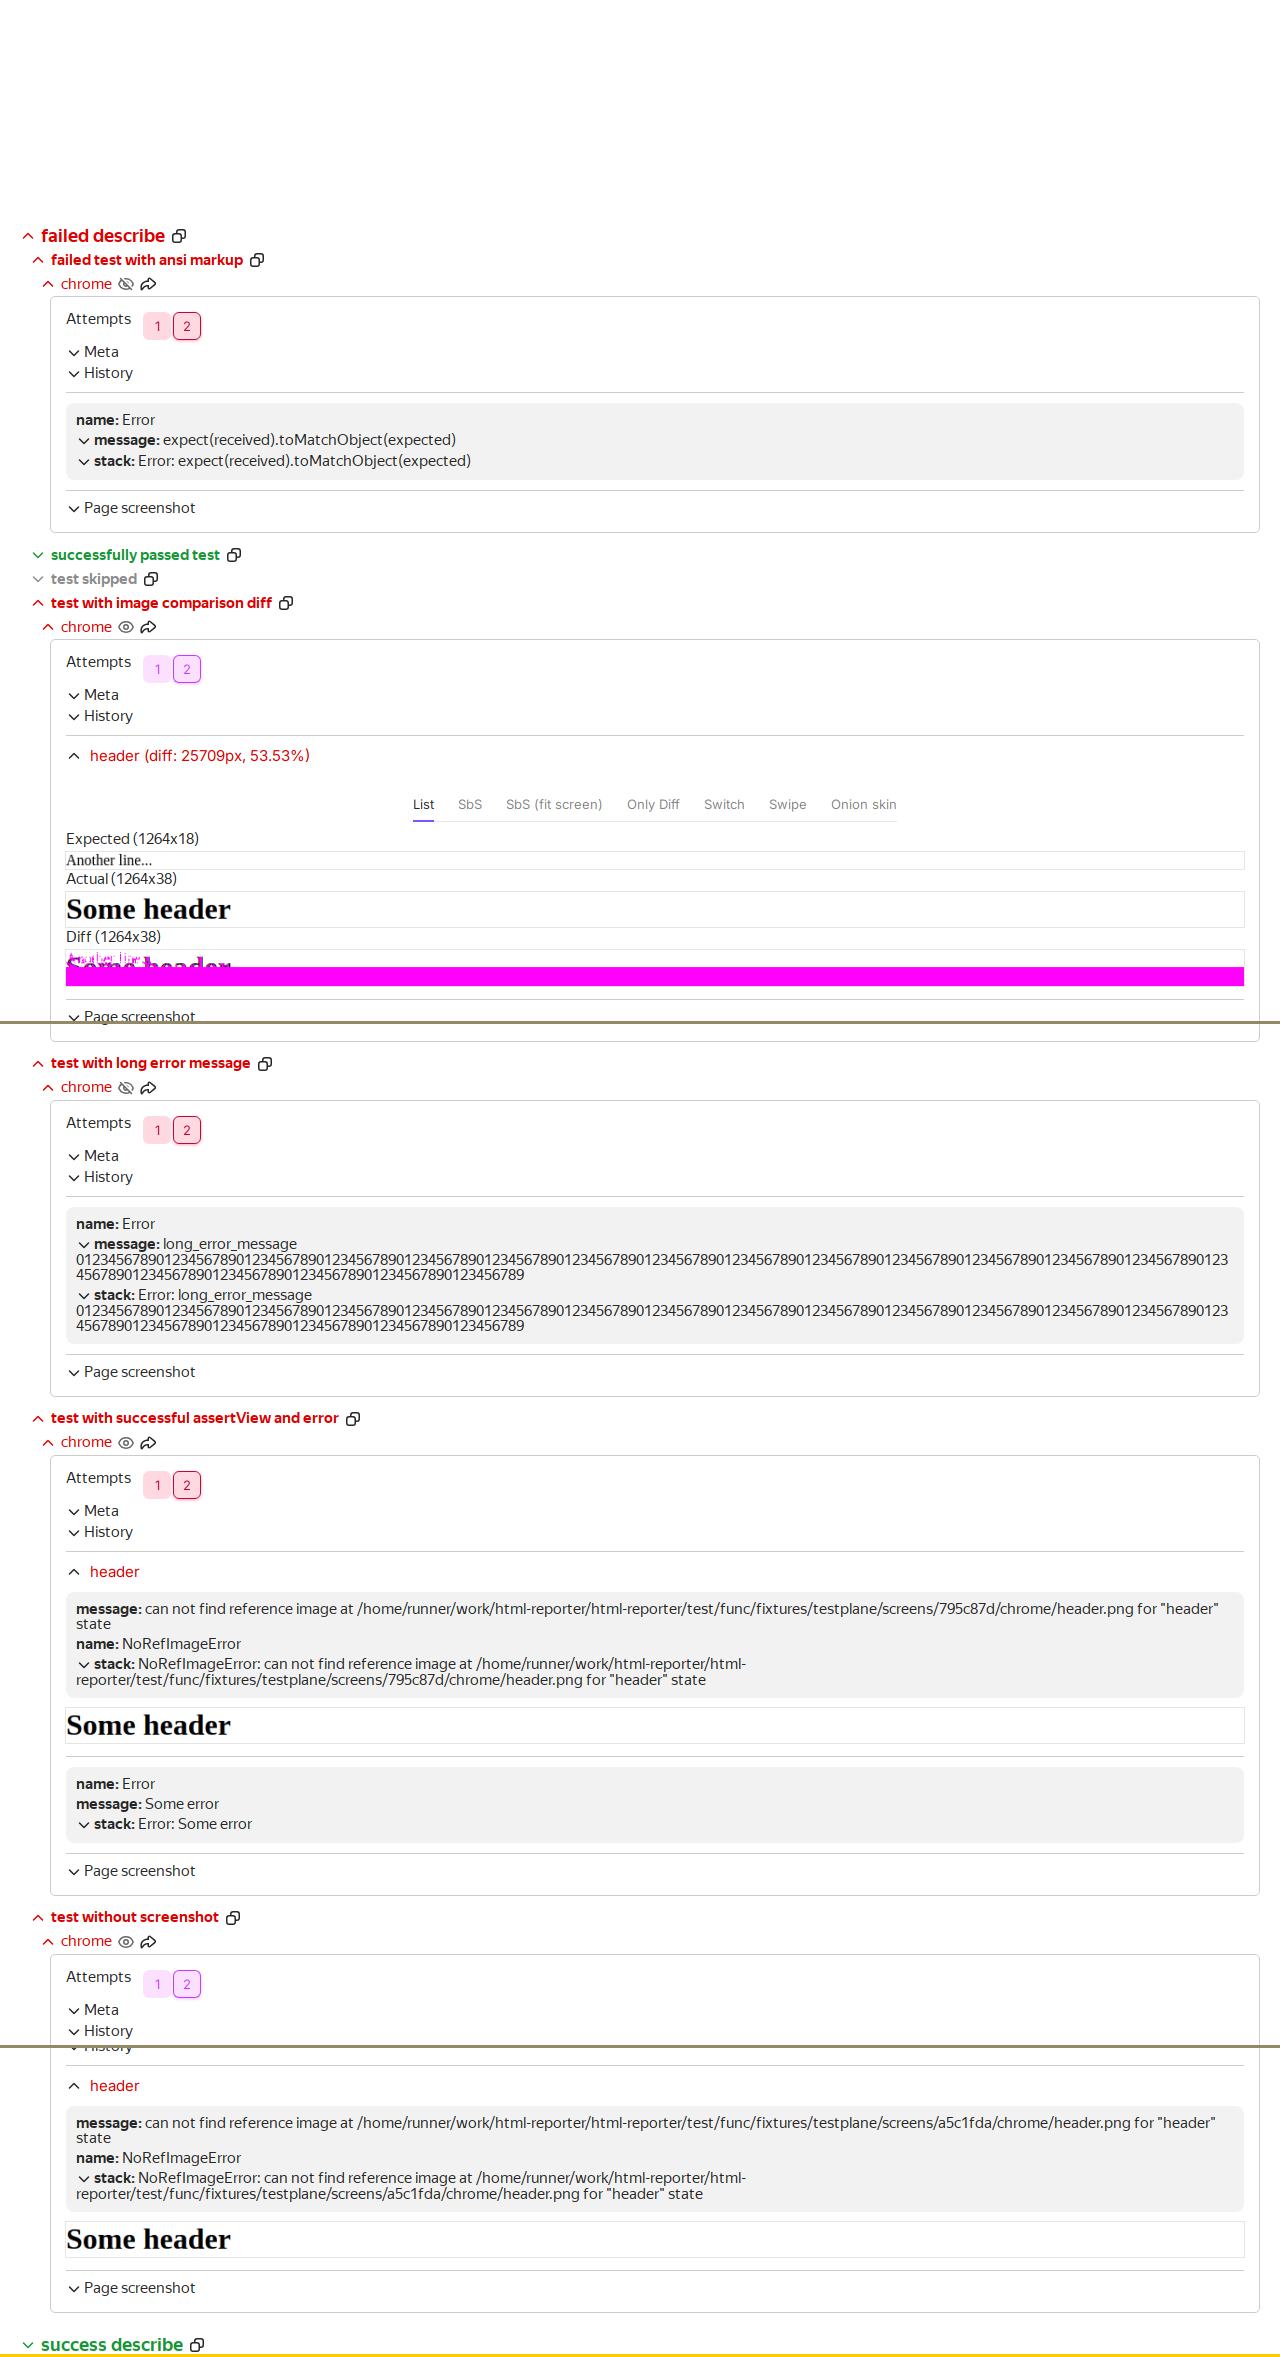 failed describe
failed test with ansi markup
chrome
Attempts 1 2
Meta
History
name: Error
message: expect(received).toMatchObject(expected)
stack: Error: expect(received).toMatchObject(expected)
Page screenshot
successfully passed test
test skipped
test with image comparison diff
chrome
Attempts 1 2
Meta
History
header (diff: 25709px, 53.53%)
List SbS SbS (fit screen) Only Diff Switch Swipe Onion skin
Expected (1264x18)
Another line...
Actual (1264x38)
Some header
Diff (1264x38)
Page screenshot
test with long error message
chrome
Attempts 1 2
Meta
History
name: Error
message: long_error_message
0123456789012345678901234567890123456789012345678901234567890123456789012345678901234567890123456789012345678901234567890123456789012345678901234567890123
456789012345678901234567890123456789012345678901234567890123456789
stack: Error: long_error_message
0123456789012345678901234567890123456789012345678901234567890123456789012345678901234567890123456789012345678901234567890123456789012345678901234567890123
456789012345678901234567890123456789012345678901234567890123456789
Page screenshot
test with successful assertView and error
chrome
Attempts 1 2
Meta
History
header
message: can not find reference image at /home/runner/work/html-reporter/html-reporter/test/func/fixtures/testplane/screens/795c87d/chrome/header.png for "header"
state
name: NoRefImageError
stack: NoRefImageError: can not find reference image at /home/runner/work/html-reporter/html-
reporter/test/func/fixtures/testplane/screens/795c87d/chrome/header.png for "header" state
Some header
name: Error
message: Some error
stack: Error: Some error
Page screenshot
test without screenshot
chrome
Attempts 1 2
Meta
History
header
message: can not find reference image at /home/runner/work/html-reporter/html-reporter/test/func/fixtures/testplane/screens/a5c1fda/chrome/header.png for "header"
state
name: NoRefImageError
stack: NoRefImageError: can not find reference image at /home/runner/work/html-reporter/html-
reporter/test/func/fixtures/testplane/screens/a5c1fda/chrome/header.png for "header" state
Some header
Page screenshot
success describe